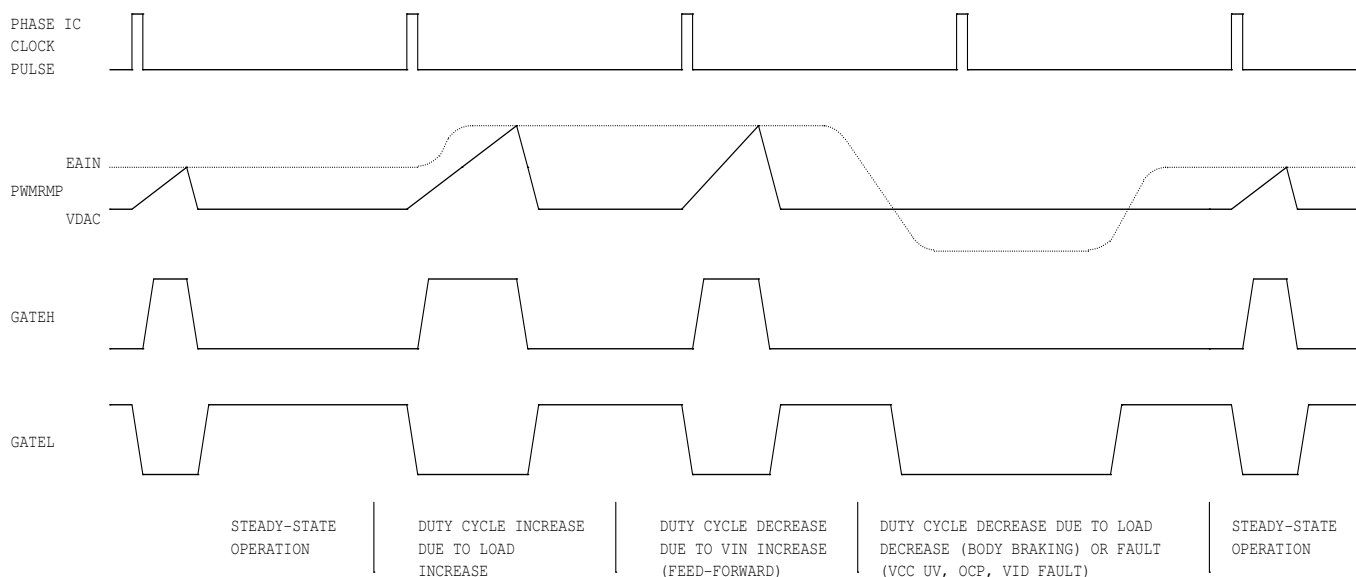 PHASE IC
CLOCK
PULSE
EAIN
PWMRMP
VDAC
GATEH
GATEL
STEADY-STATE
OPERATION
DUTY CYCLE INCREASE
DUE TO LOAD
INCREASE
DUTY CYCLE DECREASE
DUE TO VIN INCREASE
(FEED-FORWARD)
DUTY CYCLE DECREASE DUE TO LOAD
DECREASE (BODY BRAKING) OR FAULT
(VCC UV, OCP, VID FAULT)
STEADY-STATE
OPERATION